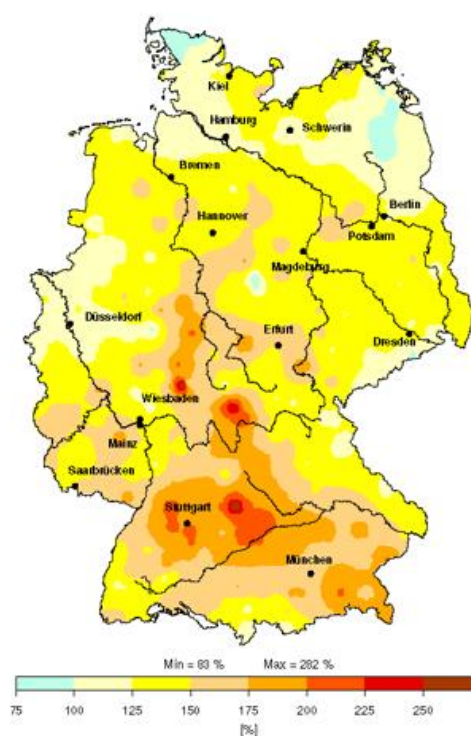 Kiel
Hamburg
Schwerin
Bremen
Hannover
Berlin
Potsdam
Magdeburg
Düsseldorf
Erfurt
Dresden
Wiesbaden
Mainz
Saarbrücken
Stuttgart
München
Min = 83 % Max = 282 %
75 100 125 150 175 200 225 250
[%]